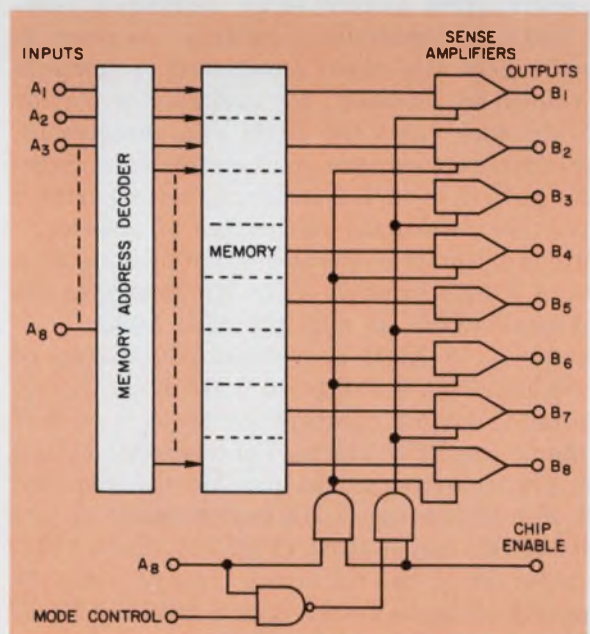 INPUTS
SENSE
AMPLIFIERS
OUTPUTS
A1
A2
A3
A8
MEMORY ADDRESS DECODER
MEMORY
B1
B2
B3
B4
B5
B6
B7
B8
CHIP
ENABLE
A8
MODE CONTROL